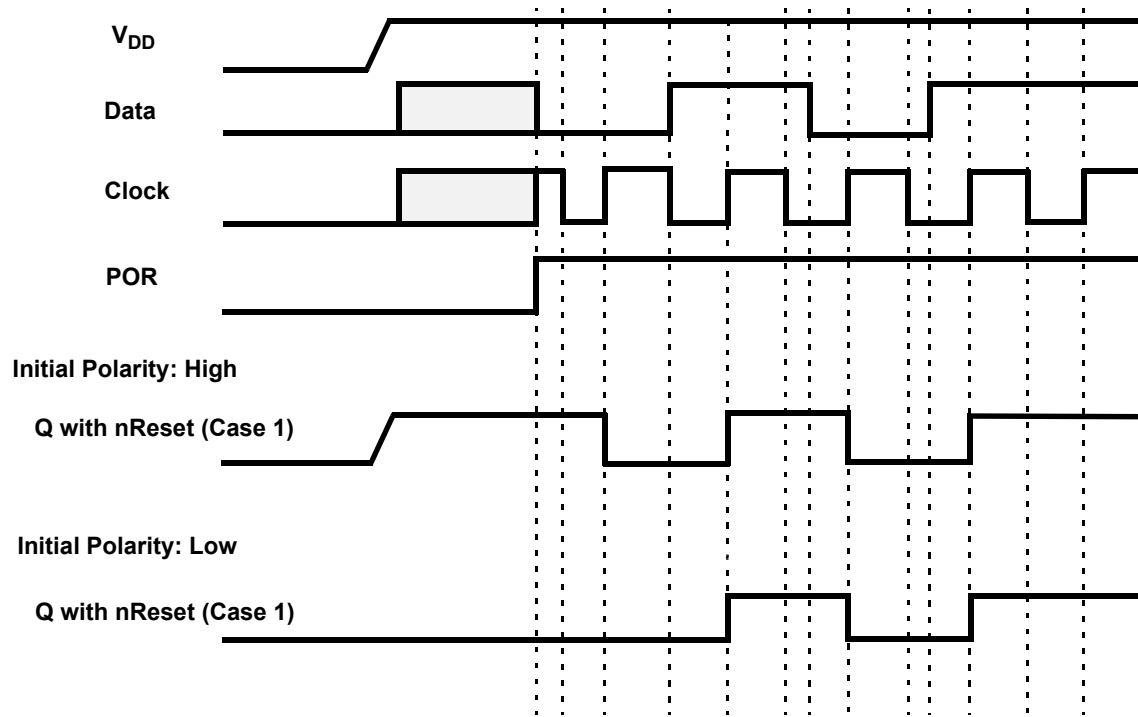 VDD
Data
Clock
POR
Initial Polarity: High
Q with nReset (Case 1)
Initial Polarity: Low
Q with nReset (Case 1)